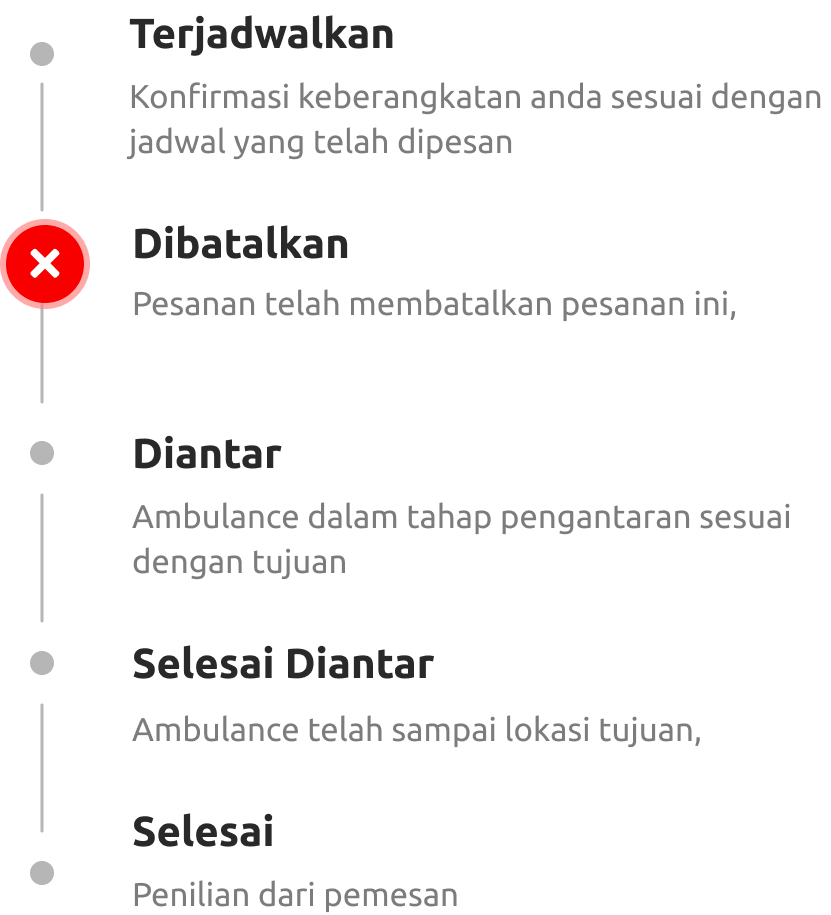 Terjadwalkan
Konfirmasi keberangkatan anda sesuai dengan
jadwal yang telah dipesan
Dibatalkan
Pesanan telah membatalkan pesanan ini,
Diantar
Ambulance dalam tahap pengantaran sesuai
dengan tujuan
Selesai Diantar
Ambulance telah sampai lokasi tujuan,
Selesai
Penilian dari pemesan